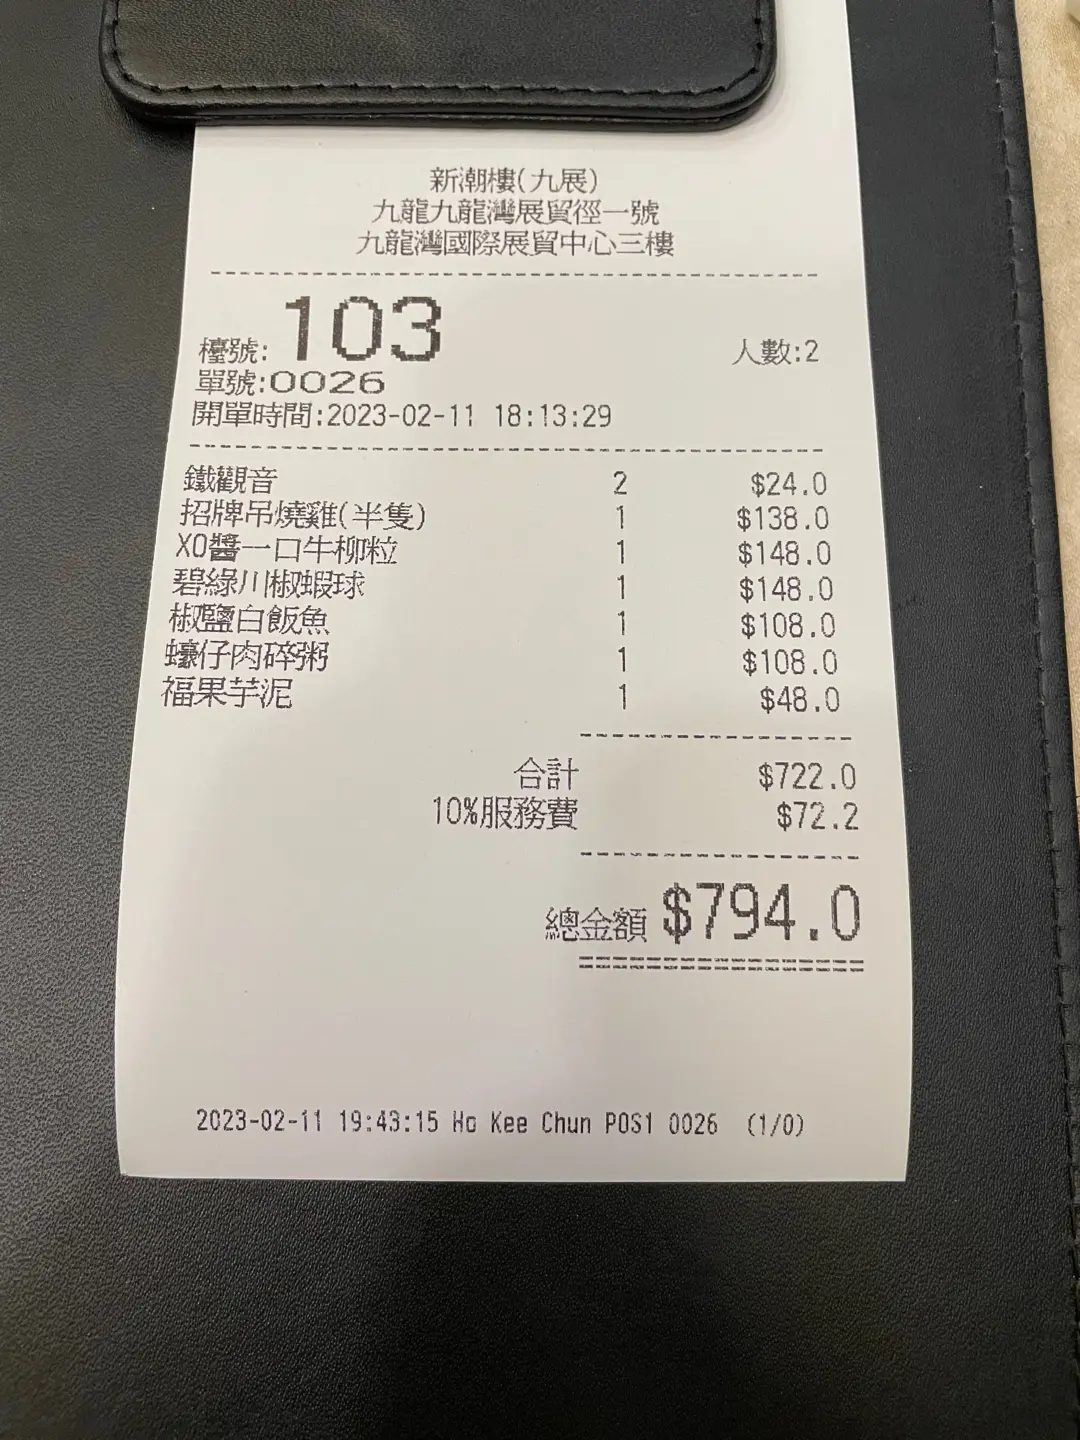 新潮樓(九展)
九龍九龍灣展貿徑一號
九龍灣國際展貿中心三樓
檯號: 103 人數:2
單號:0026
開單時間:2023-02-11 18:13:29
鐵觀音 2 $24.0
招牌吊燒雞(半隻) 1 $138.0
XO醬一口牛柳粒 1 $148.0
碧綠川椒蝦球 1 $148.0
椒鹽白飯魚 1 $108.0
蠔仔肉碎粥 1 $108.0
福果芋泥 1 $48.0
合計 $722.0
10%服務費 $72.2
總金額 $794.0
2023-02-11 19:43:15 Ho Kee Chun POS1 0026 (1/0)